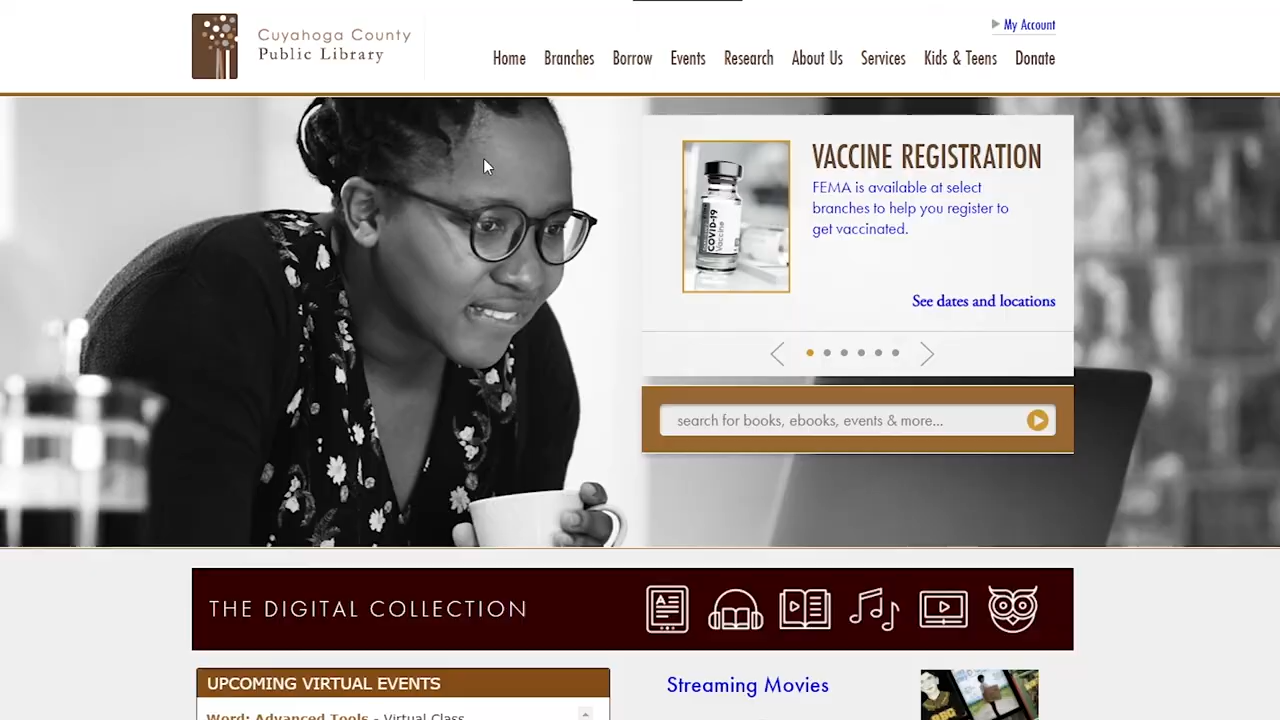 Cuyahoga County
Public Library
My Account
Home Branches Borrow Events Research About Us Services Kids & Teens Donate
VACCINE REGISTRATION
FEMA is available at select
branches to help you register to
get vaccinated.
COVID-19
Vaccine
See dates and locations
search for books, ebooks, events & more...
THE DIGITAL COLLECTION
UPCOMING VIRTUAL EVENTS
Streaming Movies
Word: Advanced Tools - Virtual Class